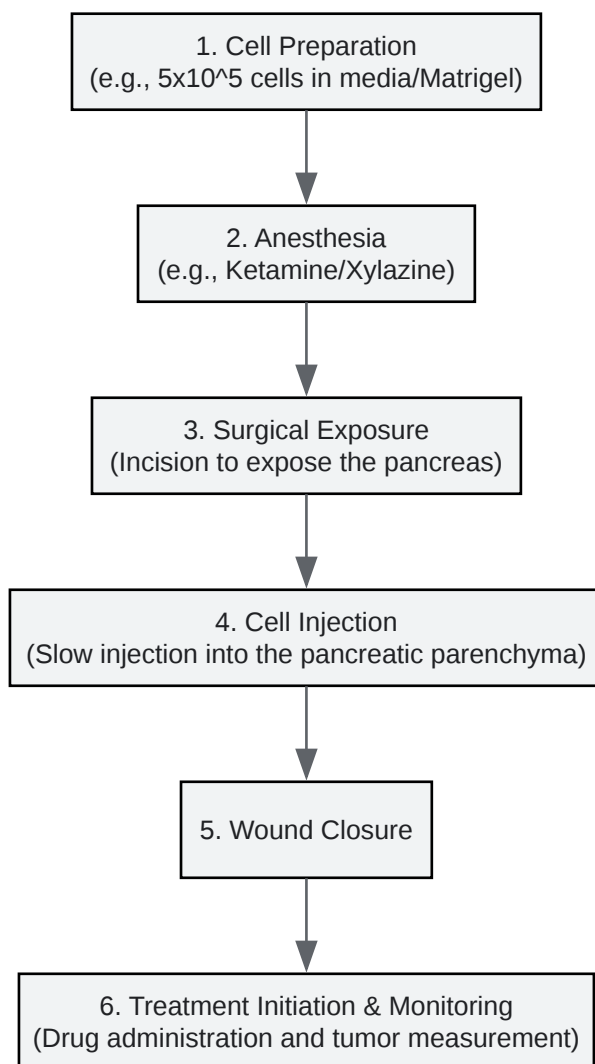 1. Cell Preparation
(e.g., 5x10^5 cells in media/Matrigel)
2. Anesthesia
(e.g., Ketamine/Xylazine)
3. Surgical Exposure
(Incision to expose the pancreas)
4. Cell Injection
(Slow injection into the pancreatic parenchyma)
5. Wound Closure
6. Treatment Initiation & Monitoring
(Drug administration and tumor measurement)